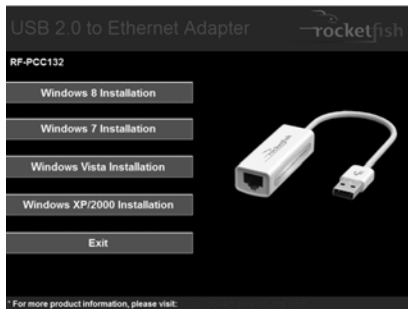 USB 2.0 to Ethernet Adapter
rocketfish
RF-PCC132
Windows 8 Installation
Windows 7 Installation
Windows Vista Installation
Windows XP/2000 Installation
Exit
* For more product information, please visit: